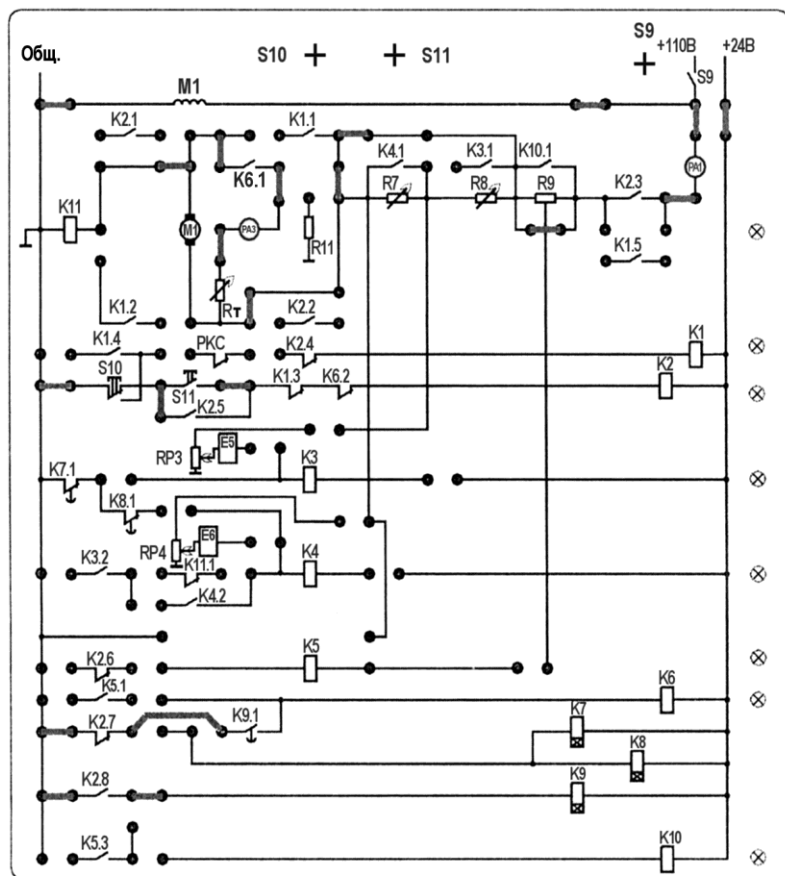 Общ.
S10
S11
S9
+110В
+24В
S9
M1
K2.1
K1.1
K6.1
K4.1
K3.1
K10.1
PA1
R7
R8
R9
K2.3
K11
M1
PA3
R11
K1.5
Rт
K1.2
K2.2
K1.4
РКС
K2.4
K1
S10
S11
K1.3
K6.2
K2
K2.5
RP3
E5
K7.1
K3
K8.1
RP4
E6
K3.2
K11.1
K4
K4.2
K2.6
K5
K5.1
K6
K2.7
K9.1
K7
K8
K2.8
K9
K5.3
K10